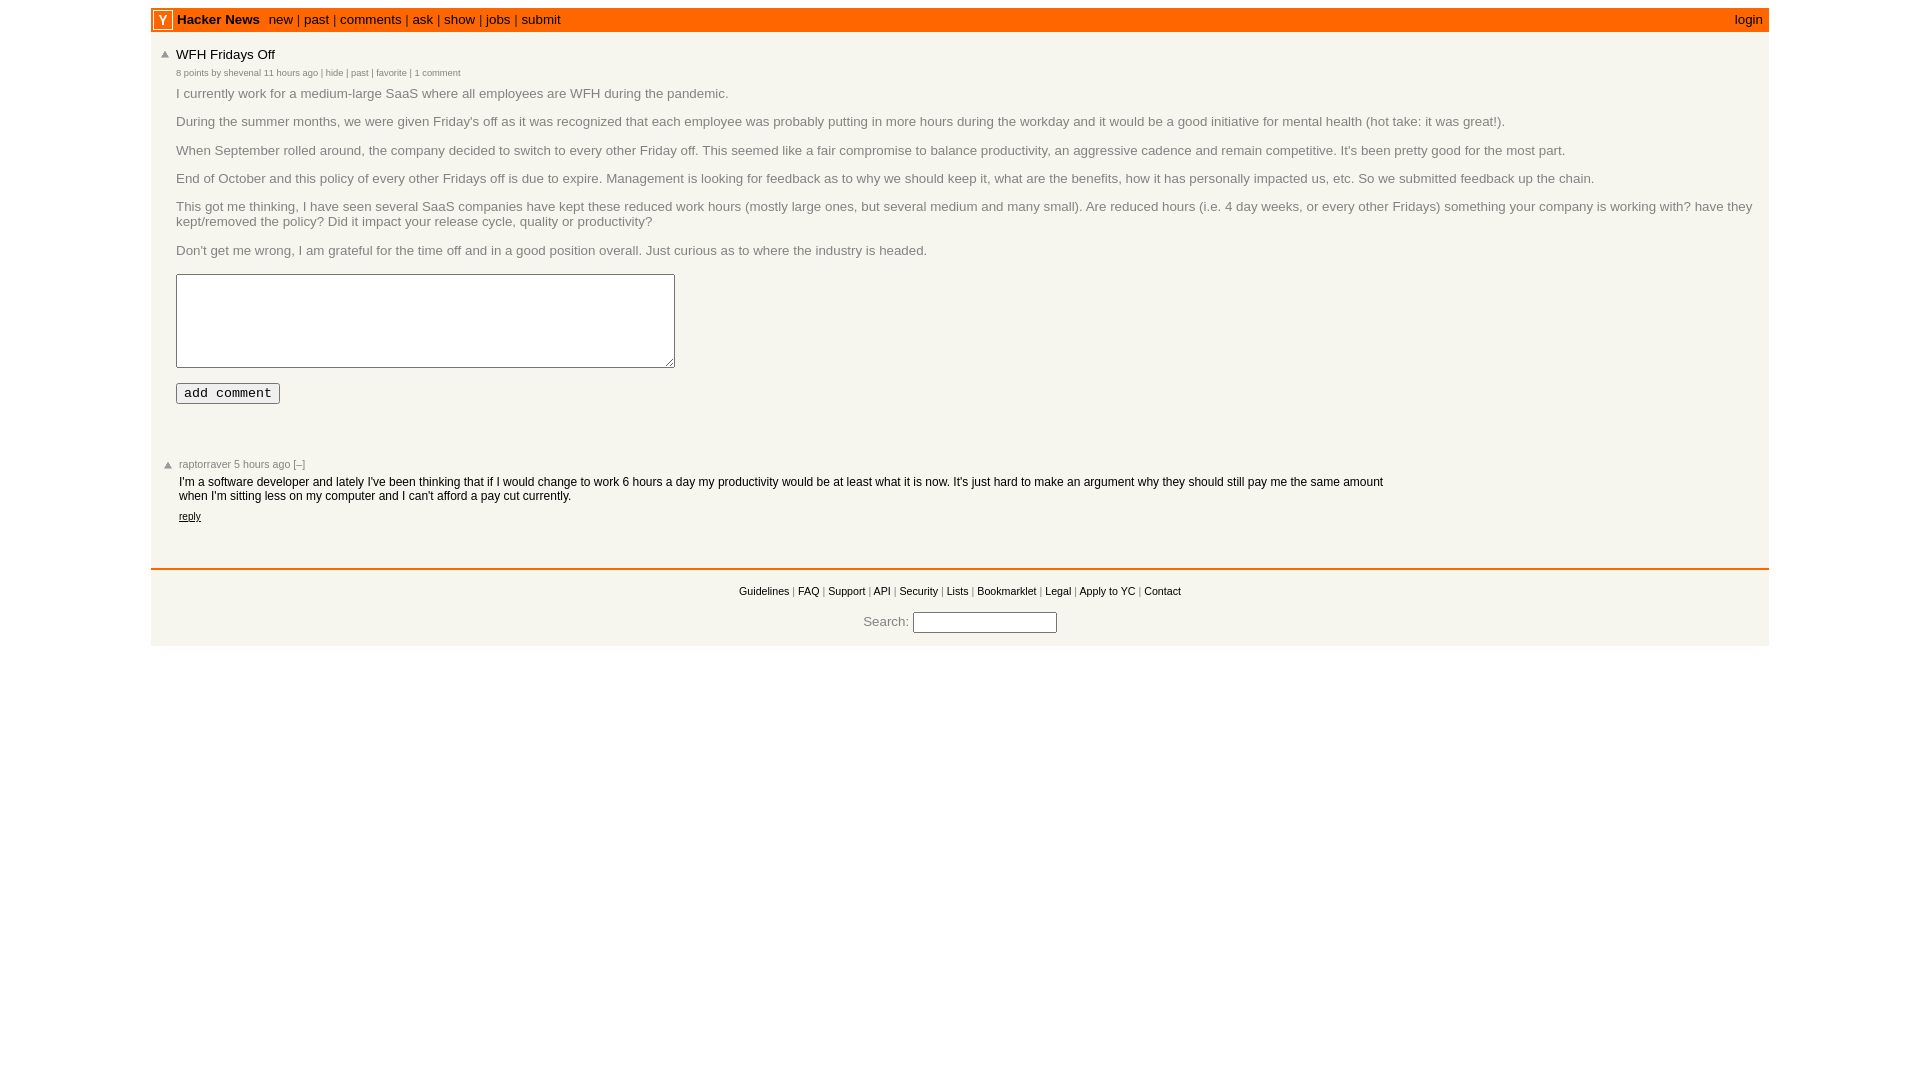 Y Hacker News new | past | comments | ask | show | jobs | submit login
WFH Fridays Off
8 points by shevenal 11 hours ago | hide | past | favorite | 1 comment
I currently work for a medium-large SaaS where all employees are WFH during the pandemic.
During the summer months, we were given Friday's off as it was recognized that each employee was probably putting in more hours during the workday and it would be a good initiative for mental health (hot take: it was great!).
When September rolled around, the company decided to switch to every other Friday off. This seemed like a fair compromise to balance productivity, an aggressive cadence and remain competitive. It's been pretty good for the most part.
End of October and this policy of every other Fridays off is due to expire. Management is looking for feedback as to why we should keep it, what are the benefits, how it has personally impacted us, etc. So we submitted feedback up the chain.
This got me thinking, I have seen several SaaS companies have kept these reduced work hours (mostly large ones, but several medium and many small). Are reduced hours (i.e. 4 day weeks, or every other Fridays) something your company is working with? have they
kept/removed the policy? Did it impact your release cycle, quality or productivity?
Don't get me wrong, I am grateful for the time off and in a good position overall. Just curious as to where the industry is headed.
add comment
raptorraver 5 hours ago [–]
I'm a software developer and lately I've been thinking that if I would change to work 6 hours a day my productivity would be at least what it is now. It's just hard to make an argument why they should still pay me the same amount
when I'm sitting less on my computer and I can't afford a pay cut currently.
reply
Guidelines | FAQ | Support | API | Security | Lists | Bookmarklet | Legal | Apply to YC | Contact
Search: